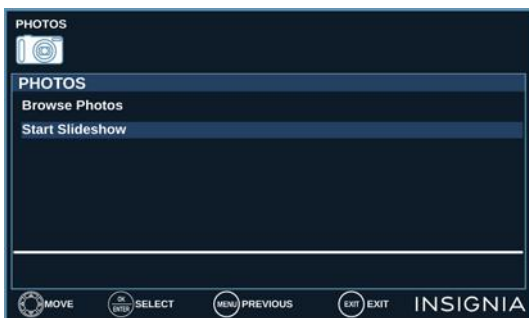 PHOTOS
PHOTOS
Browse Photos
Start Slideshow
MOVE OK ENTER SELECT MENU PREVIOUS EXIT EXIT INSIGNIA